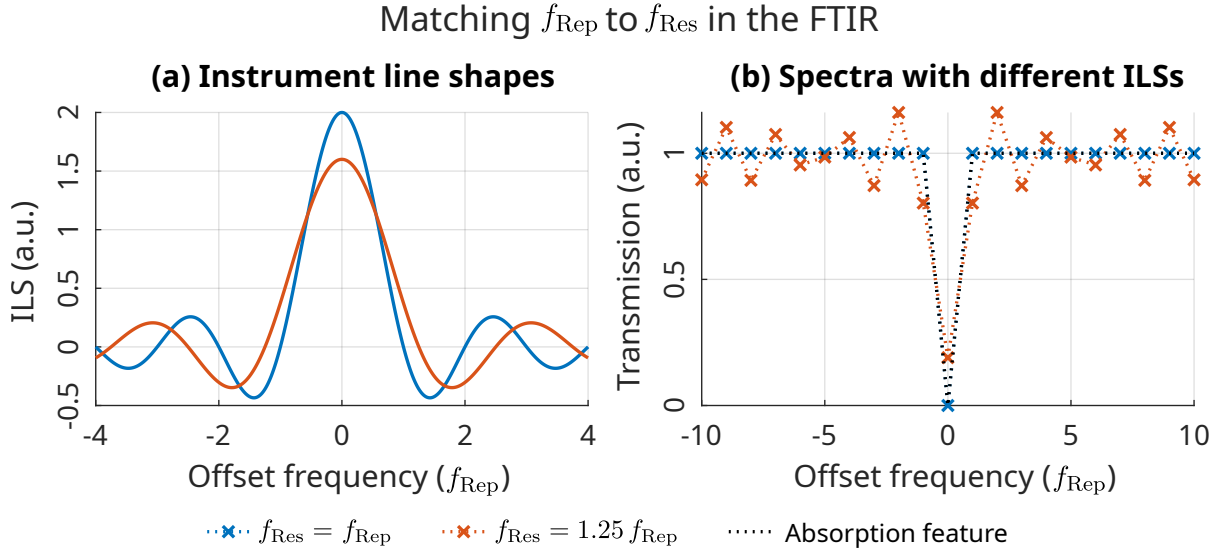 Matching f_Rep to f_Res in the FTIR
(a) Instrument line shapes
ILS (a.u.)
2
1.5
1
0.5
0
-0.5
-4
-2
0
2
4
Offset frequency (f_Rep)
(b) Spectra with different ILSs
Transmission (a.u.)
1
0.5
0
-10
-5
0
5
10
Offset frequency (f_Rep)
f_Res = f_Rep
f_Res = 1.25 f_Rep
Absorption feature